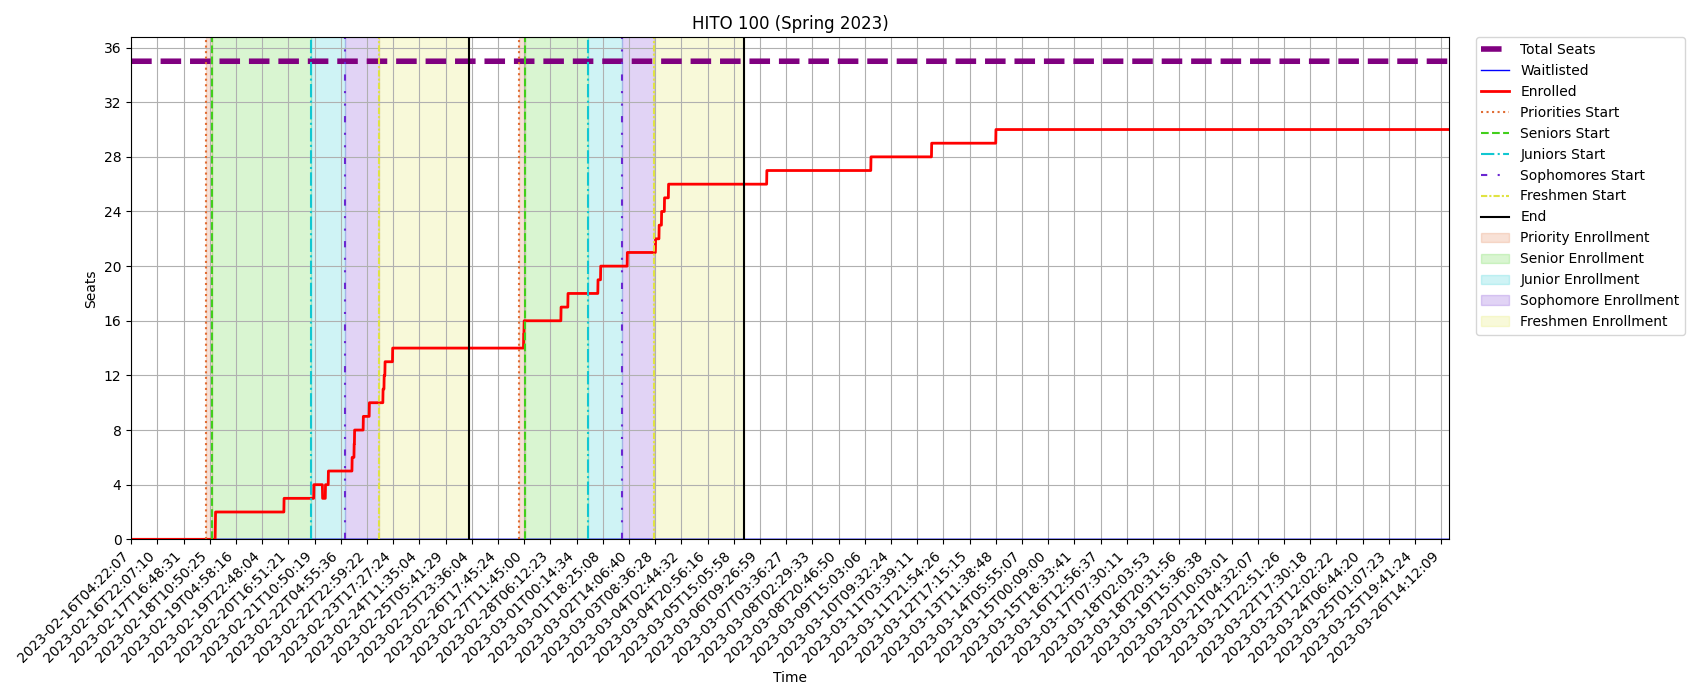 HITO 100 (Spring 2023)
Seats
36
32
28
24
20
16
12
8
4
0
2023-02-16T04:22:07
2023-02-16T22:07:10
2023-02-17T16:48:31
2023-02-18T10:50:25
2023-02-19T04:58:16
2023-02-19T22:48:04
2023-02-20T16:51:21
2023-02-21T10:50:19
2023-02-22T04:55:36
2023-02-22T22:59:22
2023-02-23T17:27:24
2023-02-24T11:35:04
2023-02-25T05:41:29
2023-02-25T23:36:04
2023-02-26T17:45:24
2023-02-27T11:45:00
2023-02-28T06:12:23
2023-03-01T00:14:34
2023-03-01T18:25:08
2023-03-02T14:06:40
2023-03-03T08:36:28
2023-03-04T02:44:32
2023-03-04T20:56:16
2023-03-05T15:05:58
2023-03-06T09:26:59
2023-03-07T03:36:27
2023-03-08T02:29:33
2023-03-08T20:46:50
2023-03-09T15:03:06
2023-03-10T09:32:24
2023-03-11T03:39:11
2023-03-11T21:54:26
2023-03-12T17:15:15
2023-03-13T11:38:48
2023-03-14T05:55:07
2023-03-15T00:09:00
2023-03-15T18:33:41
2023-03-16T12:56:37
2023-03-17T07:30:11
2023-03-18T02:03:53
2023-03-18T20:31:56
2023-03-19T15:36:38
2023-03-20T10:03:01
2023-03-21T04:32:07
2023-03-21T22:51:26
2023-03-22T17:30:18
2023-03-23T12:02:22
2023-03-24T06:44:20
2023-03-25T01:07:23
2023-03-25T19:41:24
2023-03-26T14:12:09
Time
Total Seats
Waitlisted
Enrolled
Priorities Start
Seniors Start
Juniors Start
Sophomores Start
Freshmen Start
End
Priority Enrollment
Senior Enrollment
Junior Enrollment
Sophomore Enrollment
Freshmen Enrollment